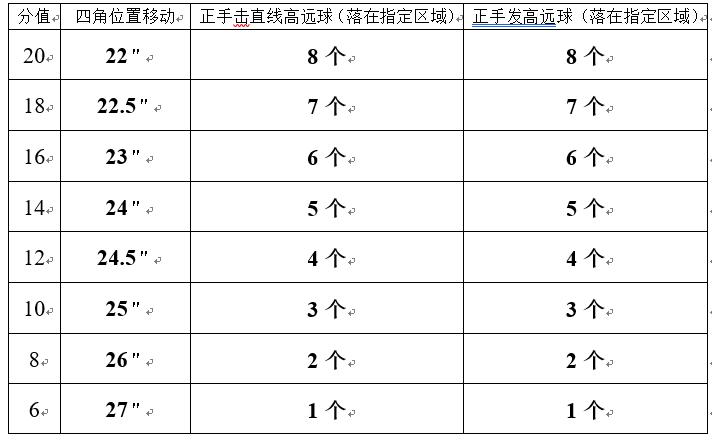 分值 四角位置移动 正手击直线高远球（落在指定区域） 正手发高远球（落在指定区域）
20 22″ 8 个 8 个
18 22.5″ 7 个 7 个
16 23″ 6 个 6 个
14 24″ 5 个 5 个
12 24.5″ 4 个 4 个
10 25″ 3 个 3 个
8 26″ 2 个 2 个
6 27″ 1 个 1 个